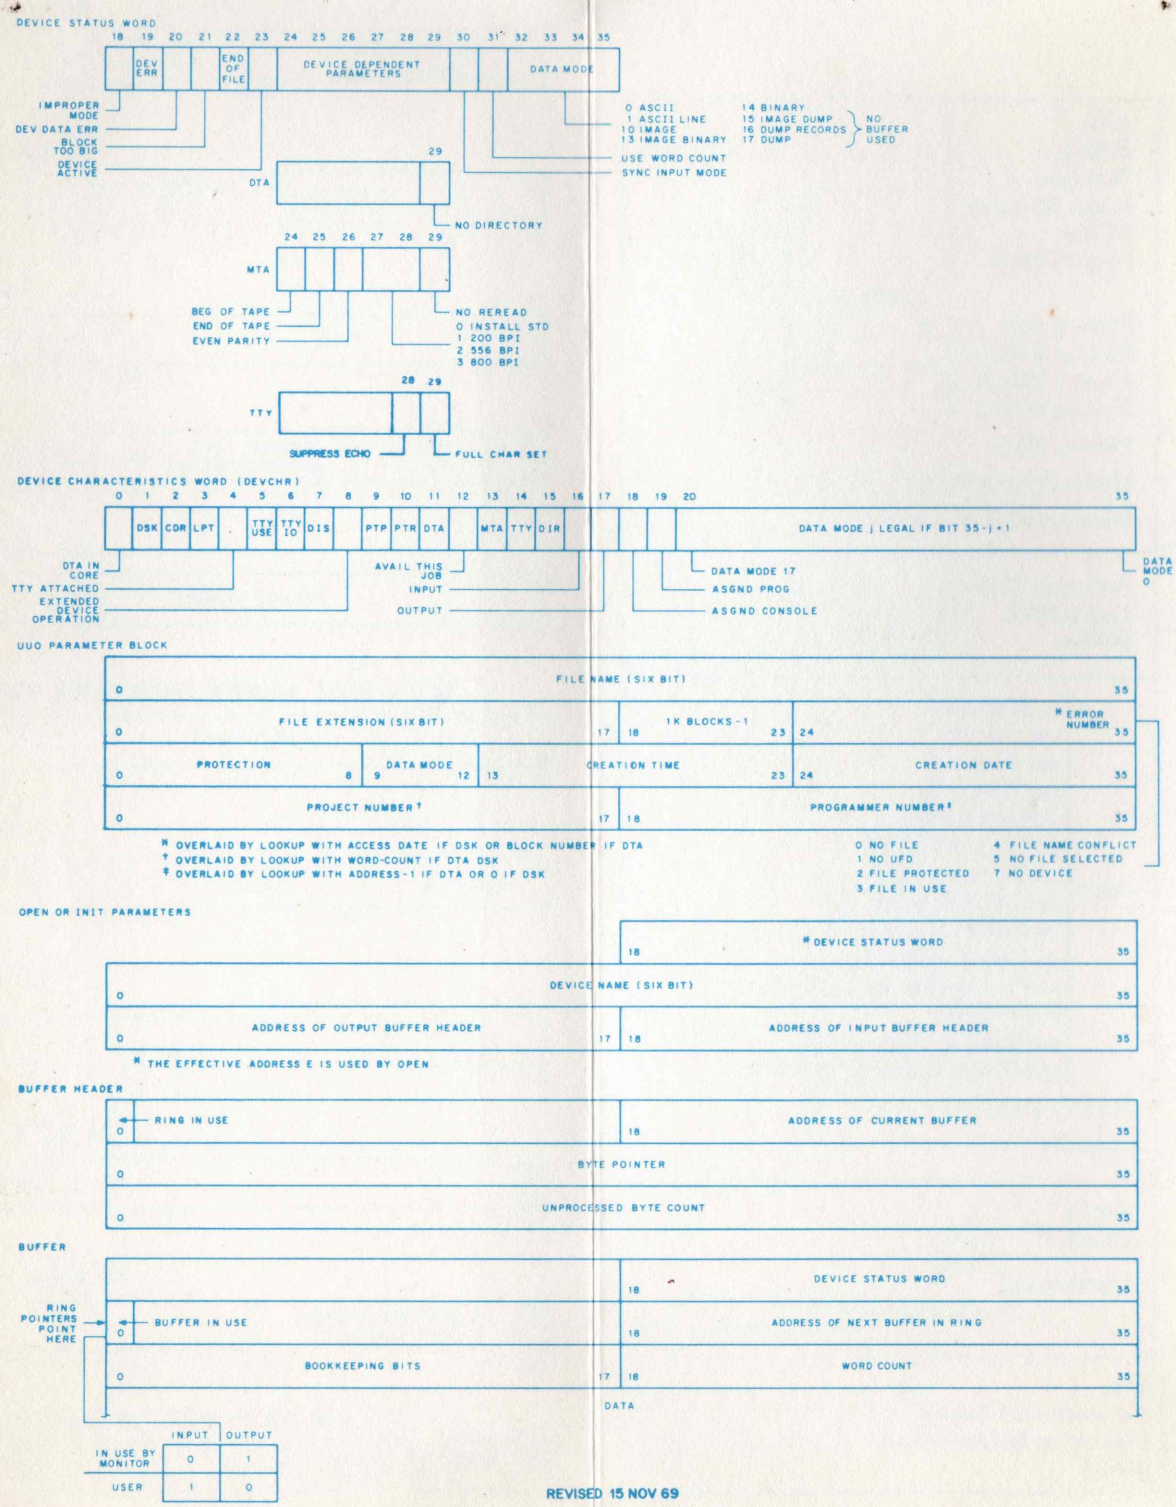 DEVICE STATUS WORD
18 19 20 21 22 23 24 25 26 27 28 29 30 31 32 33 34 35
DEV ERR
END OF FILE
DEVICE DEPENDENT PARAMETERS
DATA MODE
IMPROPER MODE
DEV DATA ERR
BLOCK TOO BIG
DEVICE ACTIVE
0 ASCII
1 ASCII LINE
10 IMAGE
13 IMAGE BINARY
14 BINARY
15 IMAGE DUMP
16 DUMP RECORDS
17 DUMP
NO BUFFER USED
USE WORD COUNT
SYNC INPUT MODE
29
DTA
NO DIRECTORY
24 25 26 27 28 29
MTA
BEG OF TAPE
END OF TAPE
EVEN PARITY
NO REREAD
0 INSTALL STD
1 200 BPI
2 556 BPI
3 800 BPI
28 29
TTY
SUPPRESS ECHO
FULL CHAR SET
DEVICE CHARACTERISTICS WORD (DEVCHR)
0 1 2 3 4 5 6 7 8 9 10 11 12 13 14 15 16 17 18 19 20 35
DSK CDR LPT TTY USE TTY IO DIS PTP PTR DTA MTA TTY DIR
DATA MODE j LEGAL IF BIT 35-j = 1
DTA IN CORE
TTY ATTACHED
EXTENDED DEVICE OPERATION
AVAIL THIS JOB
INPUT
OUTPUT
DATA MODE 17
ASGND PROG
ASGND CONSOLE
DATA MODE 0
UUO PARAMETER BLOCK
FILE NAME (SIX BIT)
0 35
FILE EXTENSION (SIX BIT)
0 17
1K BLOCKS-1
18 23
* ERROR NUMBER
24 35
PROTECTION
0 8
DATA MODE
9 12
CREATION TIME
13 23
CREATION DATE
24 35
PROJECT NUMBER†
0 17
PROGRAMMER NUMBER‡
18 35
* OVERLAID BY LOOKUP WITH ACCESS DATE IF DSK OR BLOCK NUMBER IF DTA
† OVERLAID BY LOOKUP WITH WORD-COUNT IF DTA DSK
‡ OVERLAID BY LOOKUP WITH ADDRESS-1 IF DTA OR 0 IF DSK
0 NO FILE
1 NO UFD
2 FILE PROTECTED
3 FILE IN USE
4 FILE NAME CONFLICT
5 NO FILE SELECTED
7 NO DEVICE
OPEN OR INIT PARAMETERS
* DEVICE STATUS WORD
18 35
DEVICE NAME (SIX BIT)
0 35
ADDRESS OF OUTPUT BUFFER HEADER
0 17
ADDRESS OF INPUT BUFFER HEADER
18 35
* THE EFFECTIVE ADDRESS E IS USED BY OPEN
BUFFER HEADER
RING IN USE
0
ADDRESS OF CURRENT BUFFER
18 35
BYTE POINTER
0 35
UNPROCESSED BYTE COUNT
0 35
BUFFER
DEVICE STATUS WORD
18 35
RING POINTERS POINT HERE
BUFFER IN USE
0
ADDRESS OF NEXT BUFFER IN RING
18 35
BOOKKEEPING BITS
0 17
WORD COUNT
18 35
DATA
INPUT OUTPUT
IN USE BY MONITOR 0 1
USER 1 0
REVISED 15 NOV 69